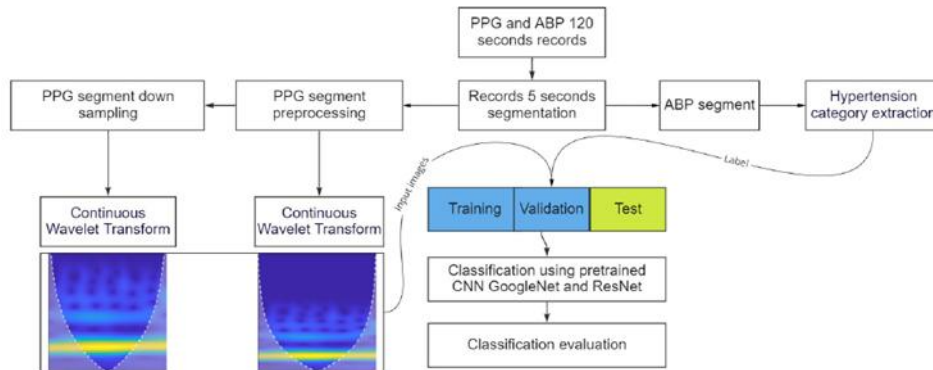 PPG and ABP 120
seconds records
PPG segment down
sampling
PPG segment
preprocessing
Records 5 seconds
segmentation
ABP segment
Hypertension
category extraction
Input images
Label
Continuous
Wavelet Transform
Continuous
Wavelet Transform
Training
Validation
Test
Classification using pretrained
CNN GoogleNet and ResNet
Classification evaluation